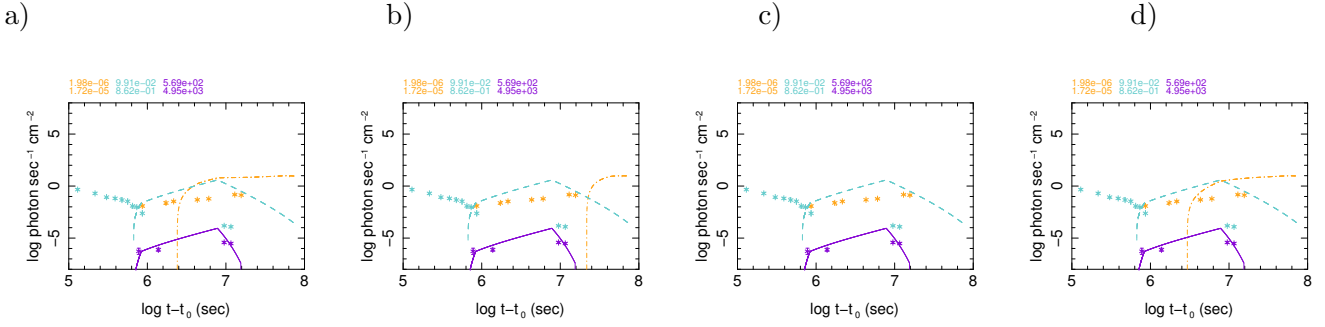 a) b) c) d)
1.98e−06 9.91e−02 5.69e+02
1.72e−05 8.62e−01 4.95e+03
log photon sec−1 cm−2
5
0
−5
5 6 7 8
log t−t0 (sec)
1.98e−06 9.91e−02 5.69e+02
1.72e−05 8.62e−01 4.95e+03
log photon sec−1 cm−2
5
0
−5
5 6 7 8
log t−t0 (sec)
1.98e−06 9.91e−02 5.69e+02
1.72e−05 8.62e−01 4.95e+03
log photon sec−1 cm−2
5
0
−5
5 6 7 8
log t−t0 (sec)
1.98e−06 9.91e−02 5.69e+02
1.72e−05 8.62e−01 4.95e+03
log photon sec−1 cm−2
5
0
−5
5 6 7 8
log t−t0 (sec)